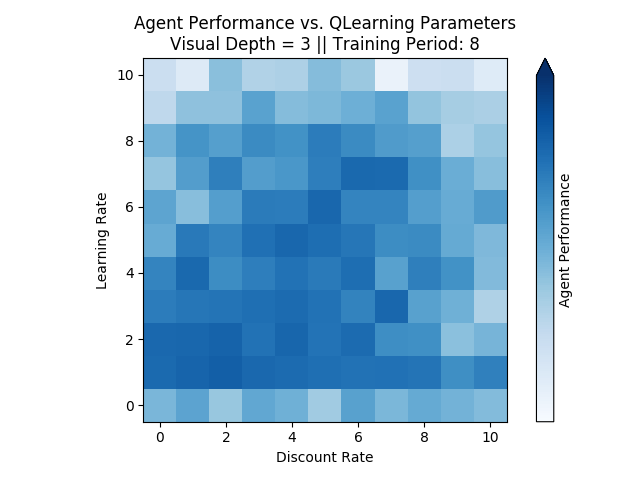 Agent Performance vs. QLearning Parameters
Visual Depth = 3 || Training Period: 8
10
8
6
4
2
0
Learning Rate
0 2 4 6 8 10
Discount Rate
Agent Performance